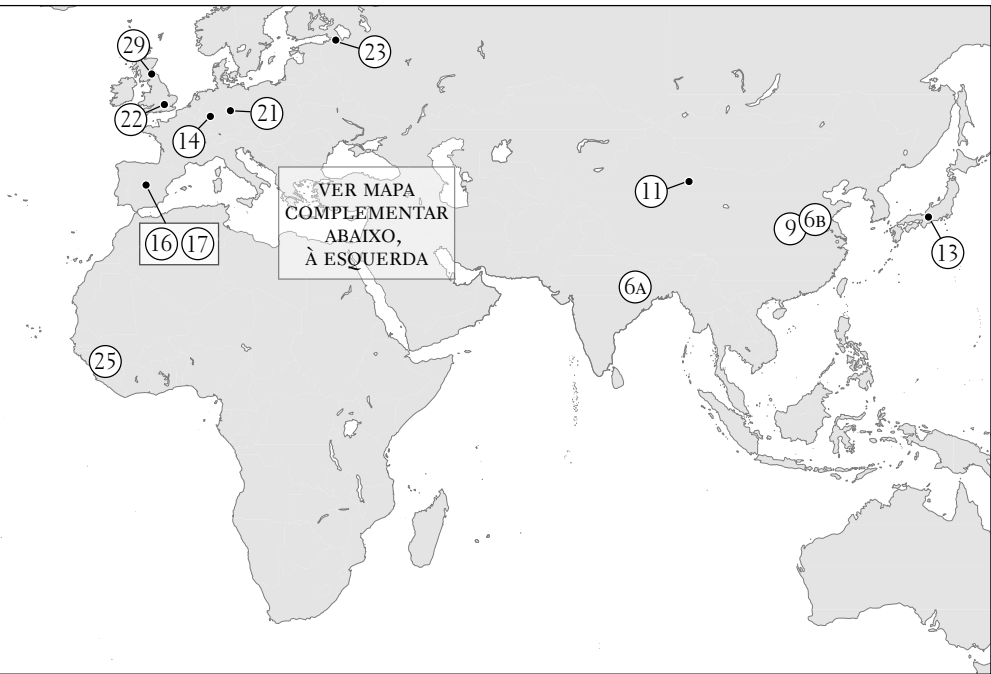 29
23
22
21
14
VER MAPA
COMPLEMENTAR
ABAIXO,
À ESQUERDA
11
16 17
9
6B
13
6A
25